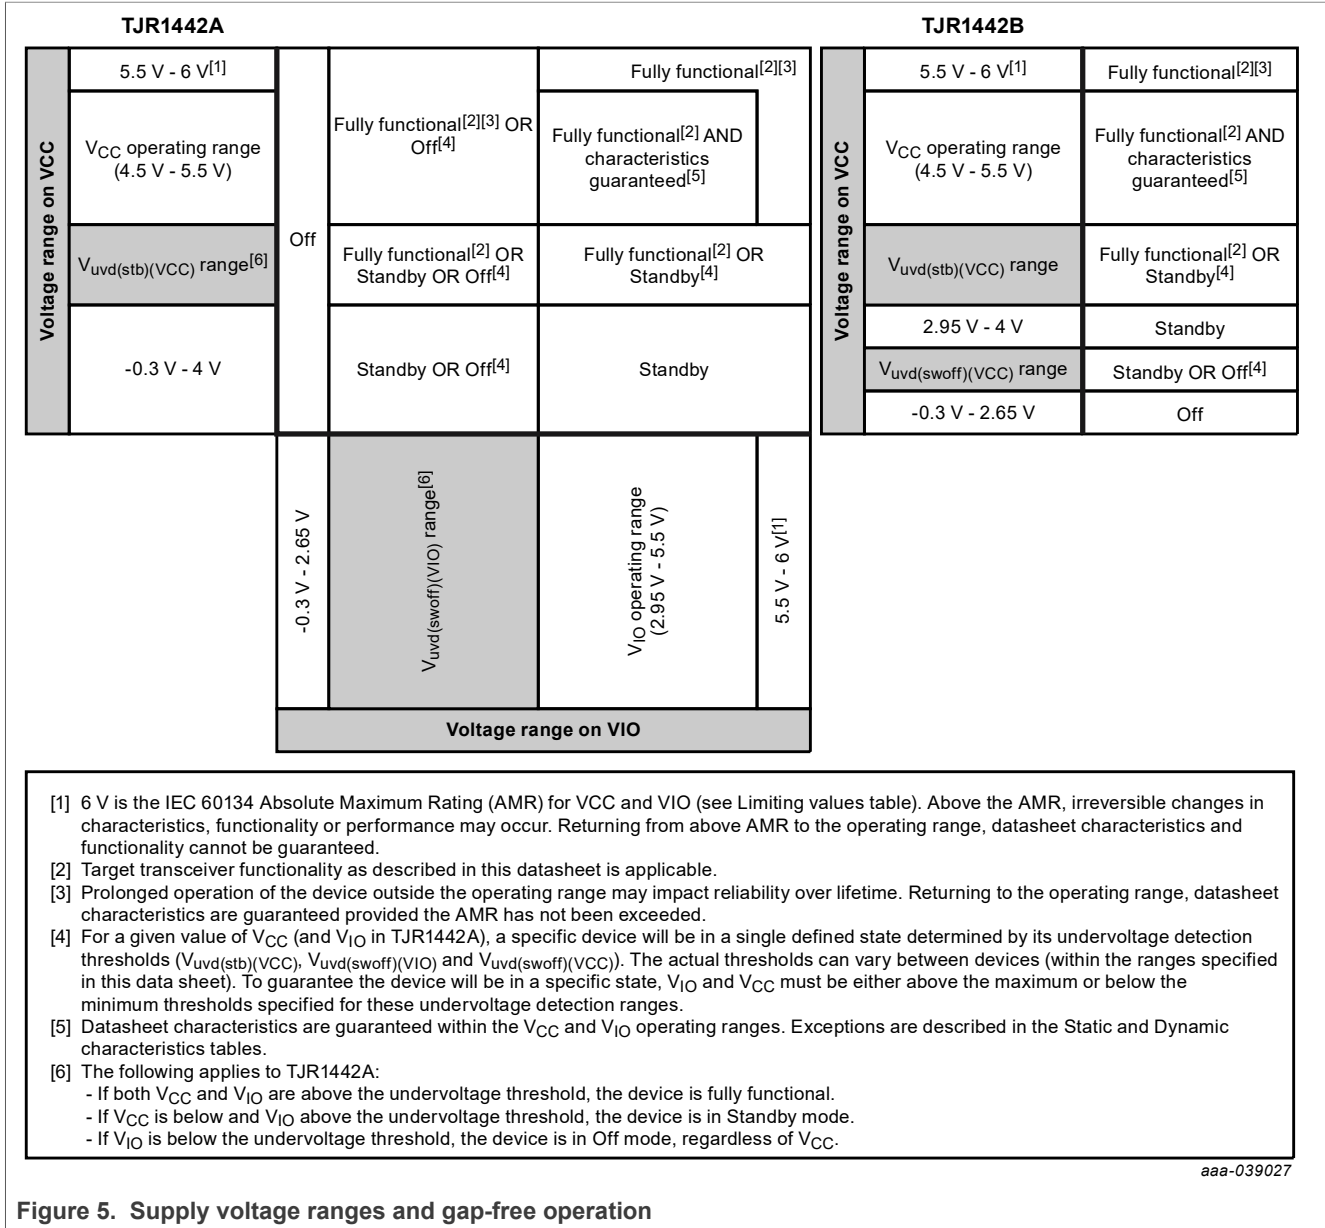 TJR1442A
Voltage range on VCC
5.5 V - 6 V[1]
VCC operating range
(4.5 V - 5.5 V)
Vuvd(stb)(VCC) range[6]
-0.3 V - 4 V
Off
Fully functional[2][3] OR
Off[4]
Fully functional[2] OR
Standby OR Off[4]
Standby OR Off[4]
Fully functional[2][3]
Fully functional[2] AND
characteristics
guaranteed[5]
Fully functional[2] OR
Standby[4]
Standby
-0.3 V - 2.65 V
Vuvd(swoff)(VIO) range[6]
VIO operating range
(2.95 V - 5.5 V)
5.5 V - 6 V[1]
Voltage range on VIO
TJR1442B
Voltage range on VCC
5.5 V - 6 V[1]
Fully functional[2][3]
VCC operating range
(4.5 V - 5.5 V)
Fully functional[2] AND
characteristics
guaranteed[5]
Vuvd(stb)(VCC) range
Fully functional[2] OR
Standby[4]
2.95 V - 4 V
Standby
Vuvd(swoff)(VCC) range
Standby OR Off[4]
-0.3 V - 2.65 V
Off
[1] 6 V is the IEC 60134 Absolute Maximum Rating (AMR) for VCC and VIO (see Limiting values table). Above the AMR, irreversible changes in
characteristics, functionality or performance may occur. Returning from above AMR to the operating range, datasheet characteristics and
functionality cannot be guaranteed.
[2] Target transceiver functionality as described in this datasheet is applicable.
[3] Prolonged operation of the device outside the operating range may impact reliability over lifetime. Returning to the operating range, datasheet
characteristics are guaranteed provided the AMR has not been exceeded.
[4] For a given value of VCC (and VIO in TJR1442A), a specific device will be in a single defined state determined by its undervoltage detection
thresholds (Vuvd(stb)(VCC), Vuvd(swoff)(VIO) and Vuvd(swoff)(VCC)). The actual thresholds can vary between devices (within the ranges specified
in this data sheet). To guarantee the device will be in a specific state, VIO and VCC must be either above the maximum or below the
minimum thresholds specified for these undervoltage detection ranges.
[5] Datasheet characteristics are guaranteed within the VCC and VIO operating ranges. Exceptions are described in the Static and Dynamic
characteristics tables.
[6] The following applies to TJR1442A:
- If both VCC and VIO are above the undervoltage threshold, the device is fully functional.
- If VCC is below and VIO above the undervoltage threshold, the device is in Standby mode.
- If VIO is below the undervoltage threshold, the device is in Off mode, regardless of VCC.
aaa-039027
Figure 5. Supply voltage ranges and gap-free operation